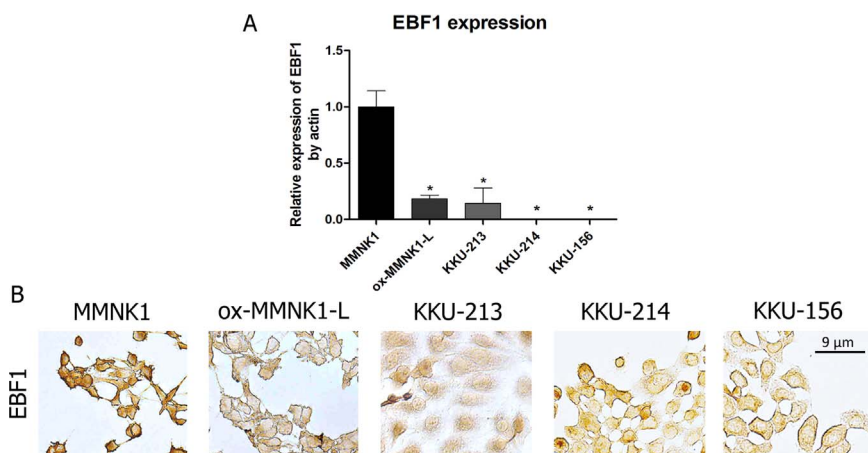 A
EBF1 expression
Relative expression of EBF1
by actin
1.5
1.0
0.5
0.0
*
*
*
*
MMNK1
ox-MMNK1-L
KKU-213
KKU-214
KKU-156
B
MMNK1
ox-MMNK1-L
KKU-213
KKU-214
KKU-156
EBF1
9 μm